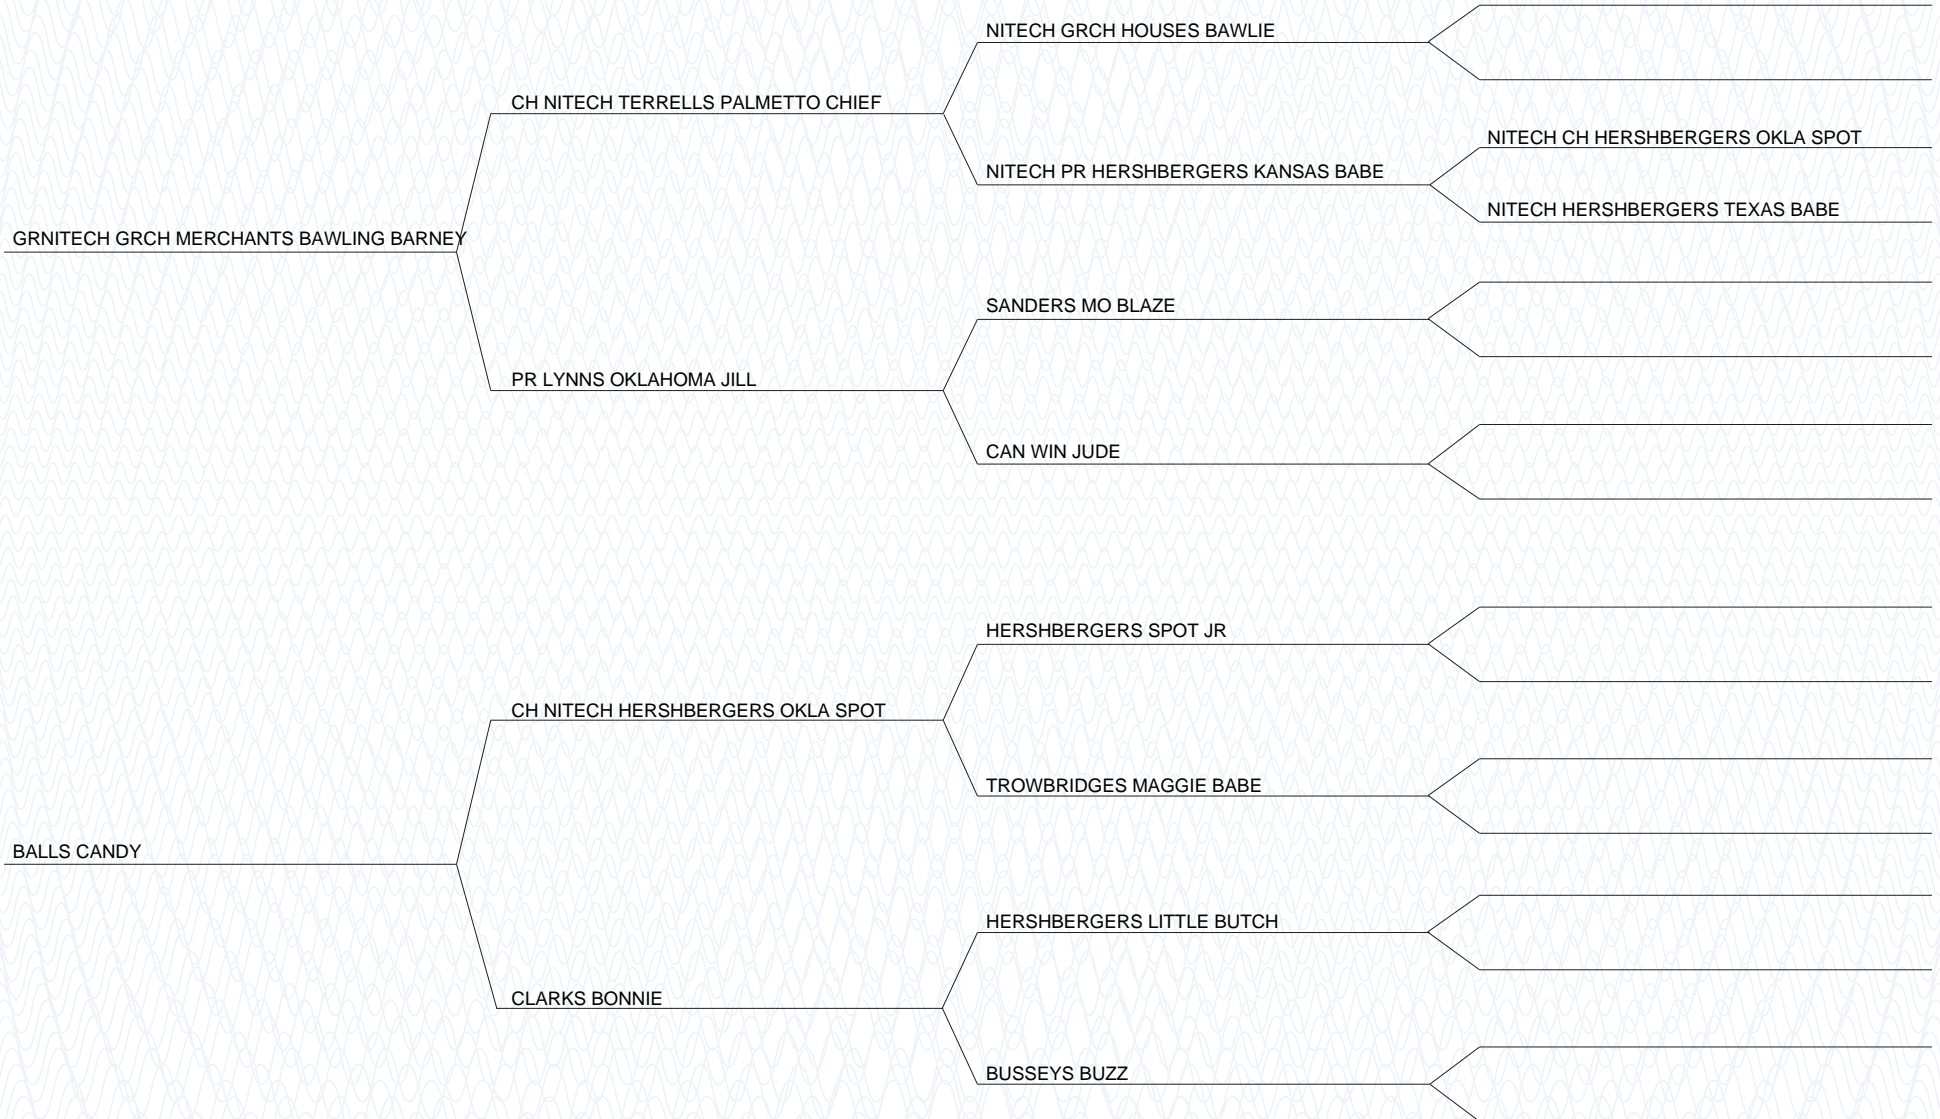 NITECH GRCH HOUSES BAWLIE
CH NITECH TERRELLS PALMETTO CHIEF
NITECH CH HERSHBERGERS OKLA SPOT
NITECH PR HERSHBERGERS KANSAS BABE
NITECH HERSHBERGERS TEXAS BABE
GRNITECH GRCH MERCHANTS BAWLING BARNEY
SANDERS MO BLAZE
PR LYNNS OKLAHOMA JILL
CAN WIN JUDE
HERSHBERGERS SPOT JR
CH NITECH HERSHBERGERS OKLA SPOT
TROWBRIDGES MAGGIE BABE
BALLS CANDY
HERSHBERGERS LITTLE BUTCH
CLARKS BONNIE
BUSSEYS BUZZ